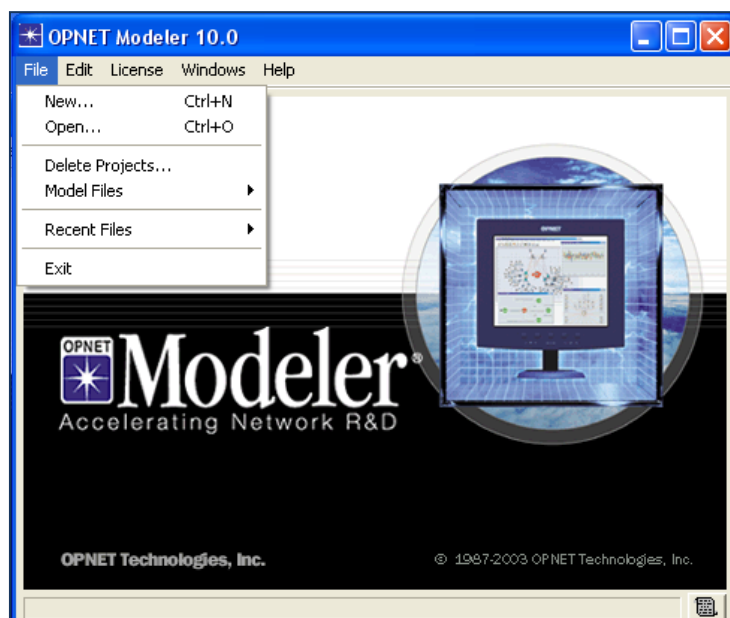 OPNET Modeler 10.0
File Edit License Windows Help
New... Ctrl+N
Open... Ctrl+O
Delete Projects...
Model Files
Recent Files
Exit
OPNET
OPNET
Modeler®
Accelerating Network R&D
OPNET Technologies, Inc.
© 1987-2003 OPNET Technologies, Inc.